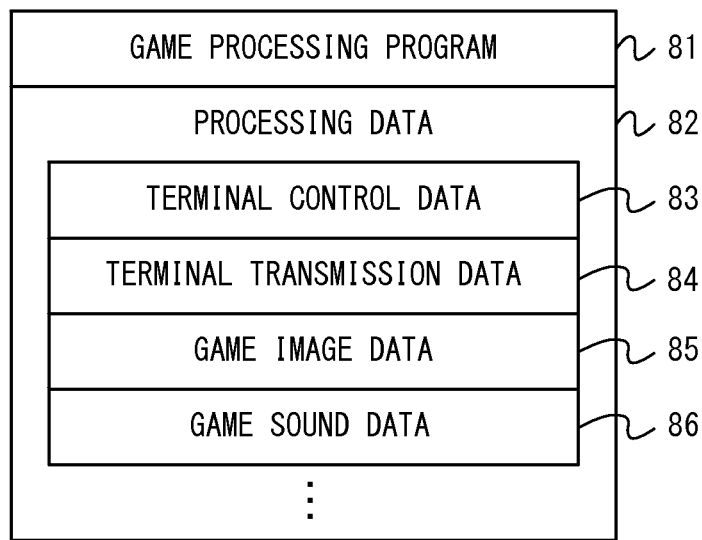 GAME PROCESSING PROGRAM 81
PROCESSING DATA 82
TERMINAL CONTROL DATA 83
TERMINAL TRANSMISSION DATA 84
GAME IMAGE DATA 85
GAME SOUND DATA 86
⋮